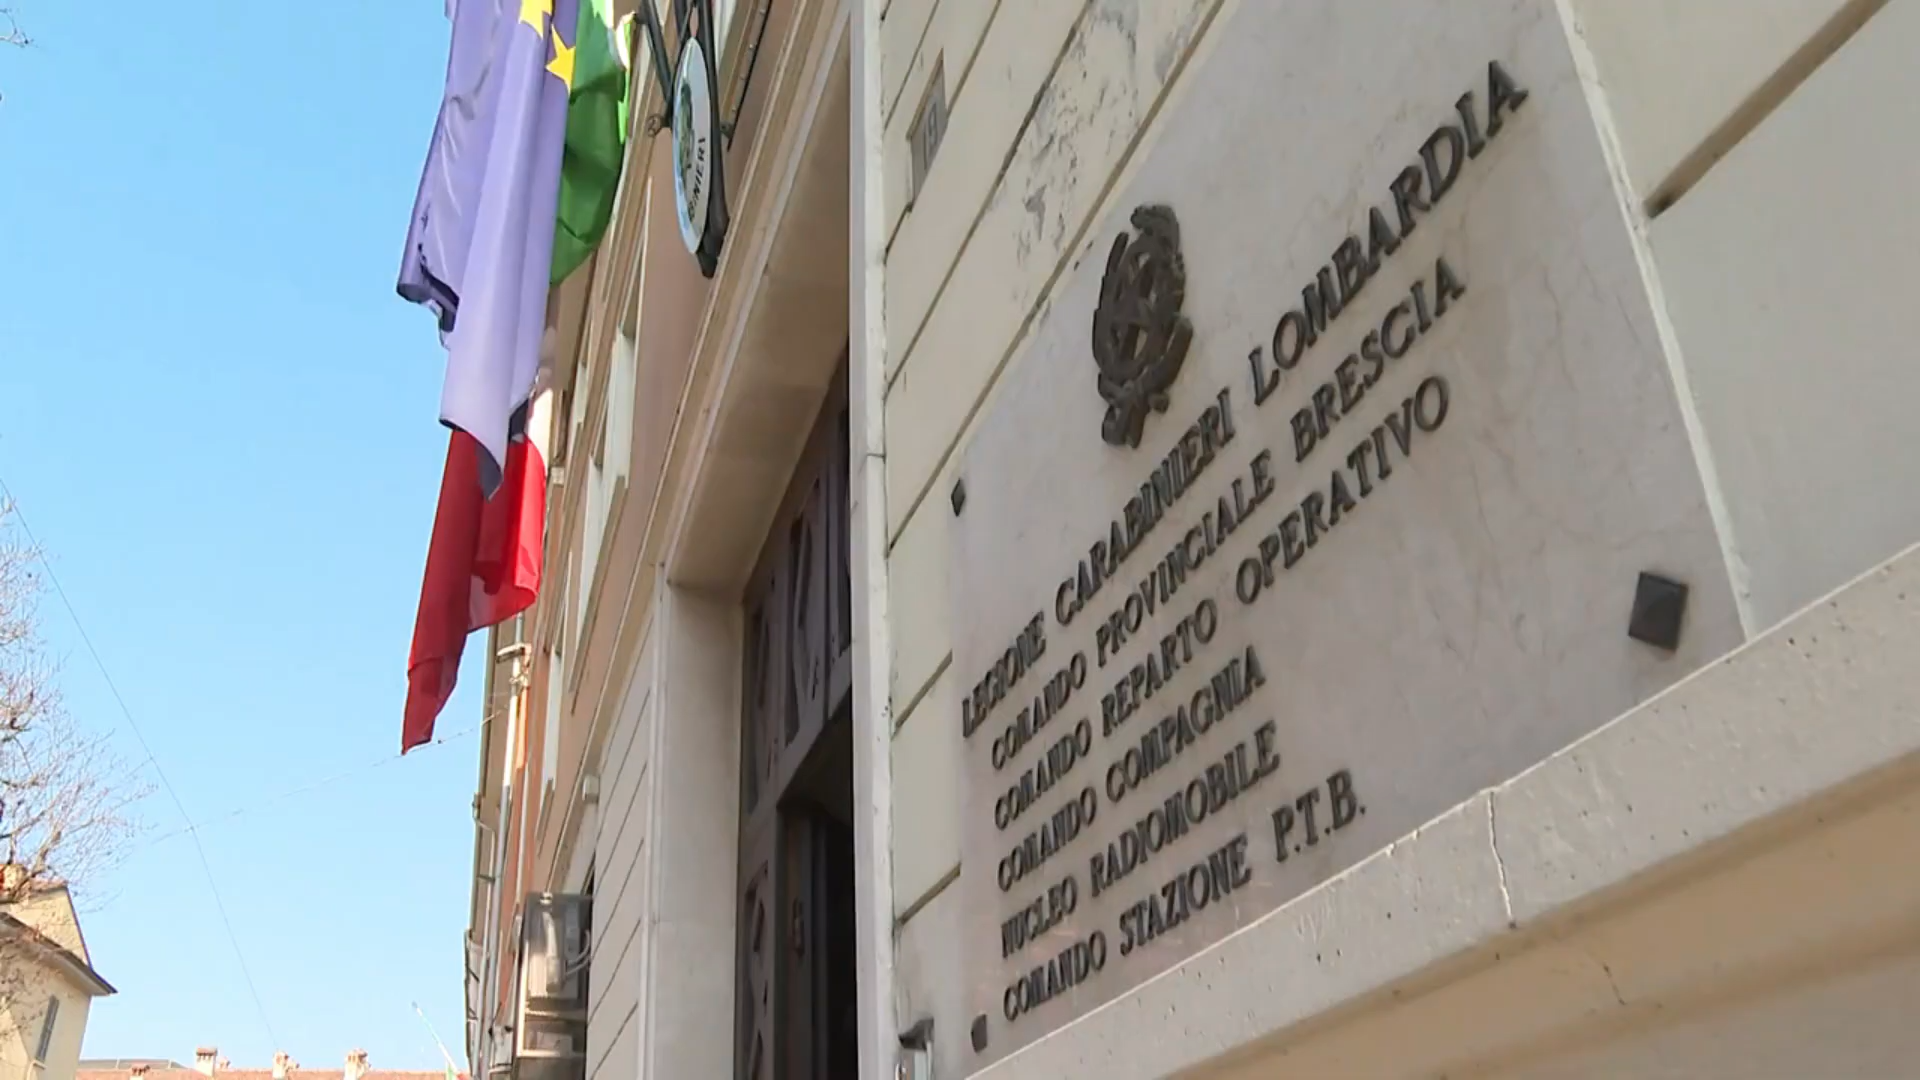 LEGIONE CARABINIERI LOMBARDIA
COMANDO PROVINCIALE BRESCIA
COMANDO REPARTO OPERATIVO
COMANDO COMPAGNIA
NUCLEO RADIOMOBILE
COMANDO STAZIONE P.T.B.